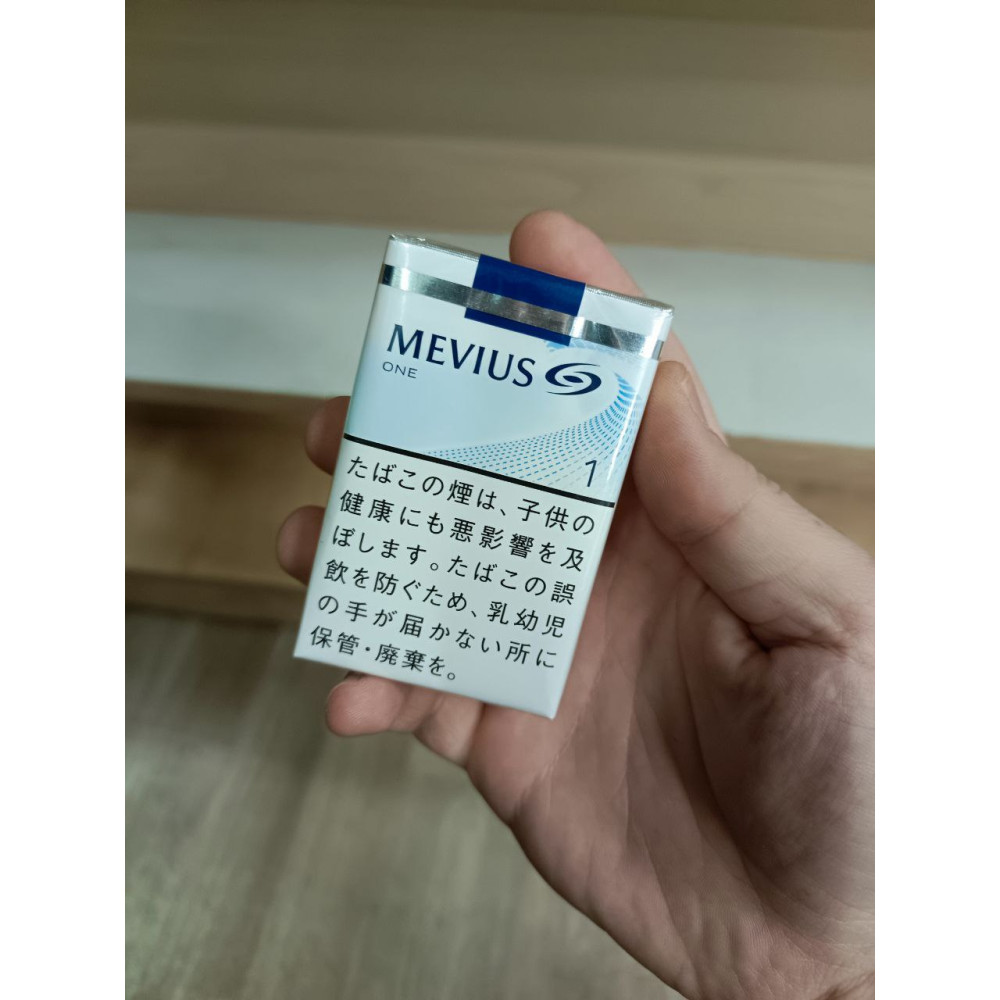 MEVIUS
ONE
1
たばこの煙は、子供の
健康にも悪影響を及
ぼします。たばこの誤
飲を防ぐため、乳幼児
の手が届かない所に
保管・廃棄を。